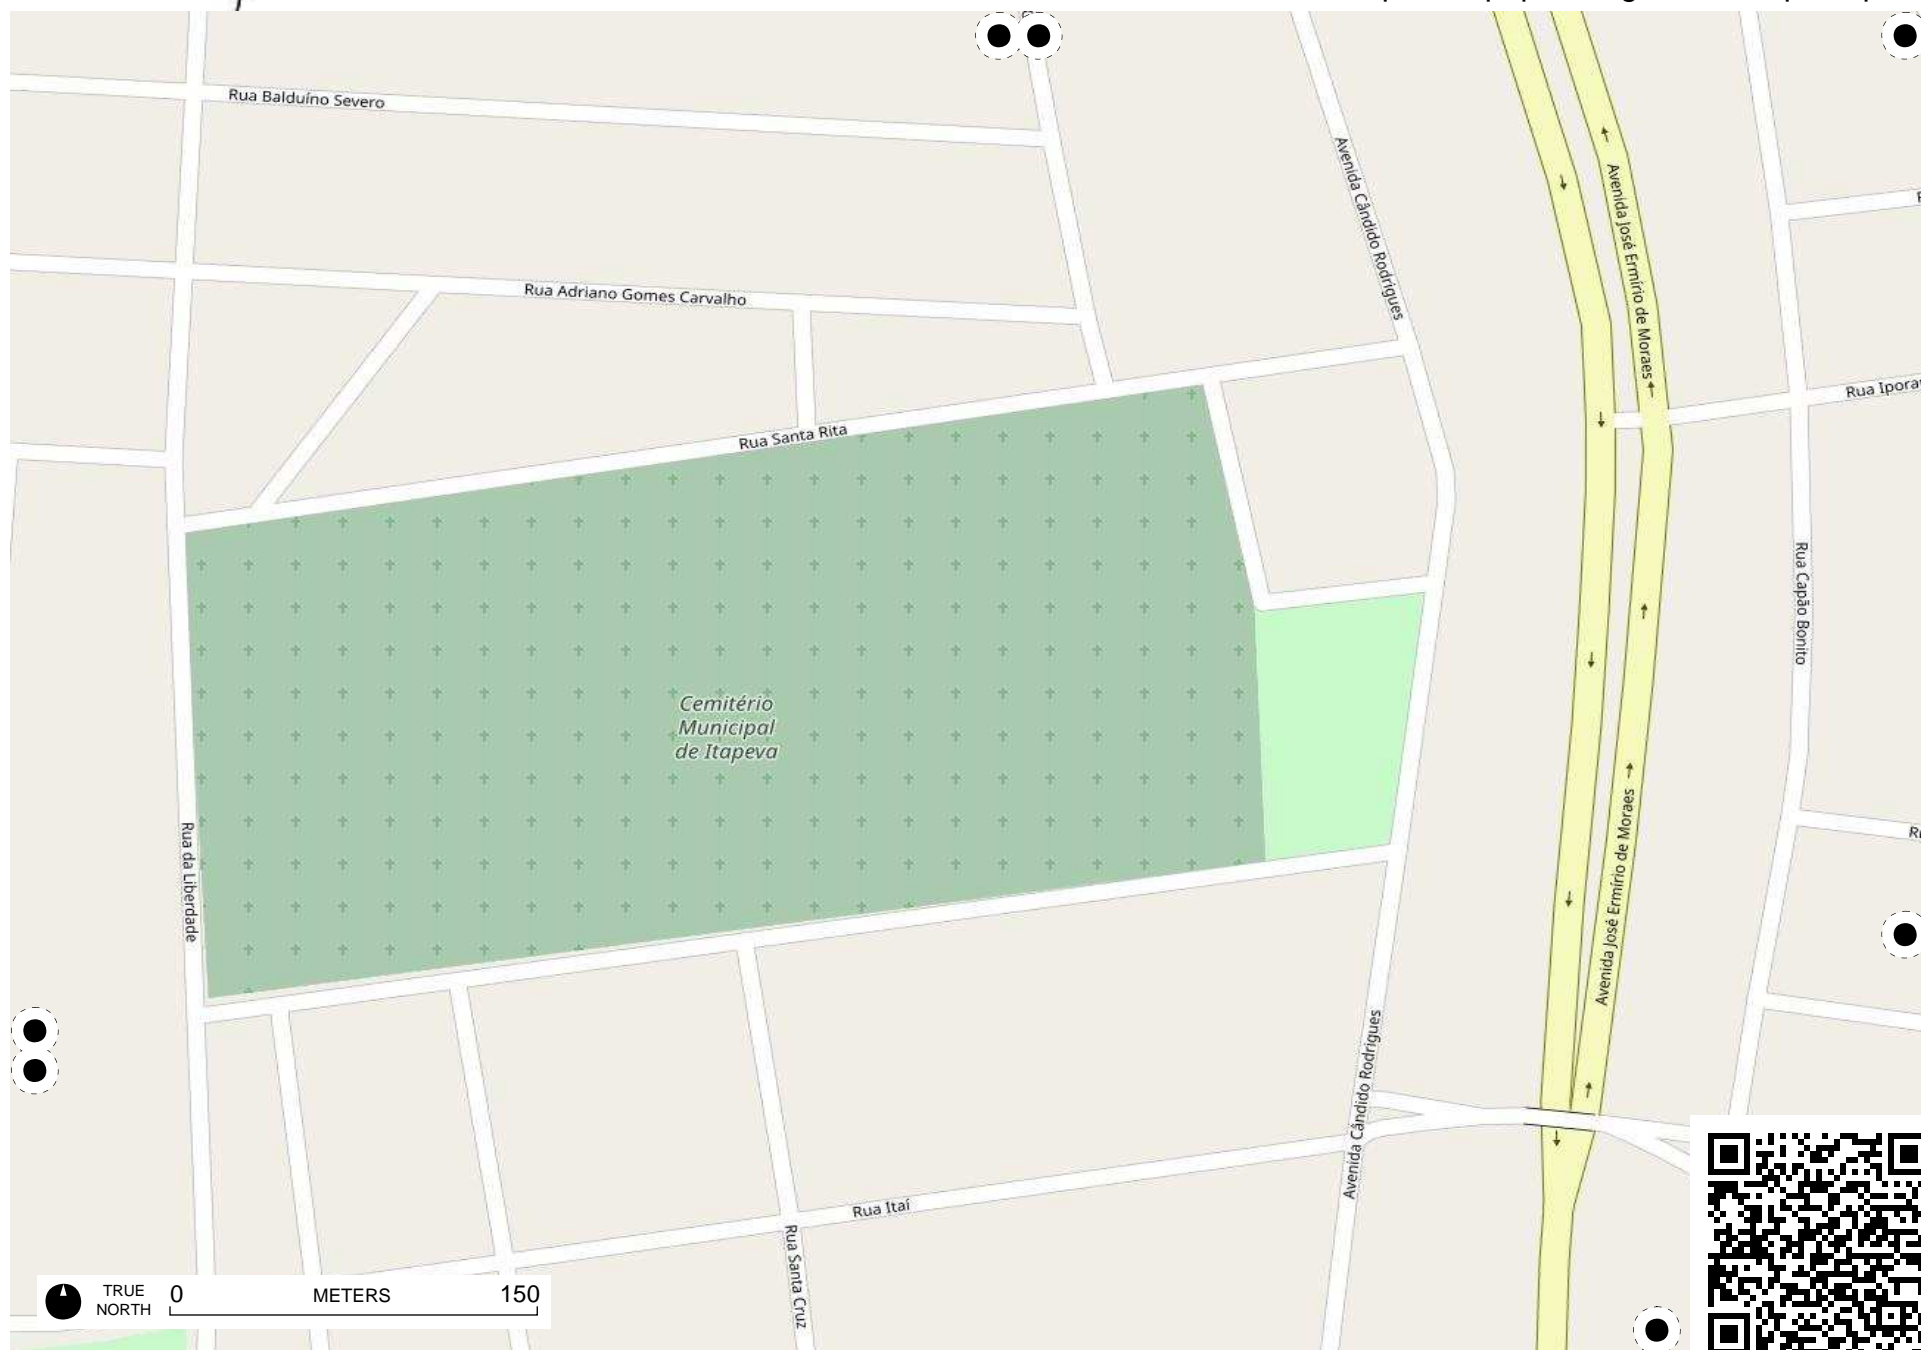 Rua Balduíno Severo
Avenida Cândido Rodrigues
Avenida José Ermírio de Moraes
Rua Adriano Gomes Carvalho
Rua
Rua Santa Rita
Rua Capão Bonito
Cemitério
Municipal
de Itapeva
Rua da Liberdade
Avenida José Ermírio de Moraes
Avenida Cândido Rodrigues
Rua Itaí
Rua Santa Cruz
TRUE
NORTH
0 METERS 150